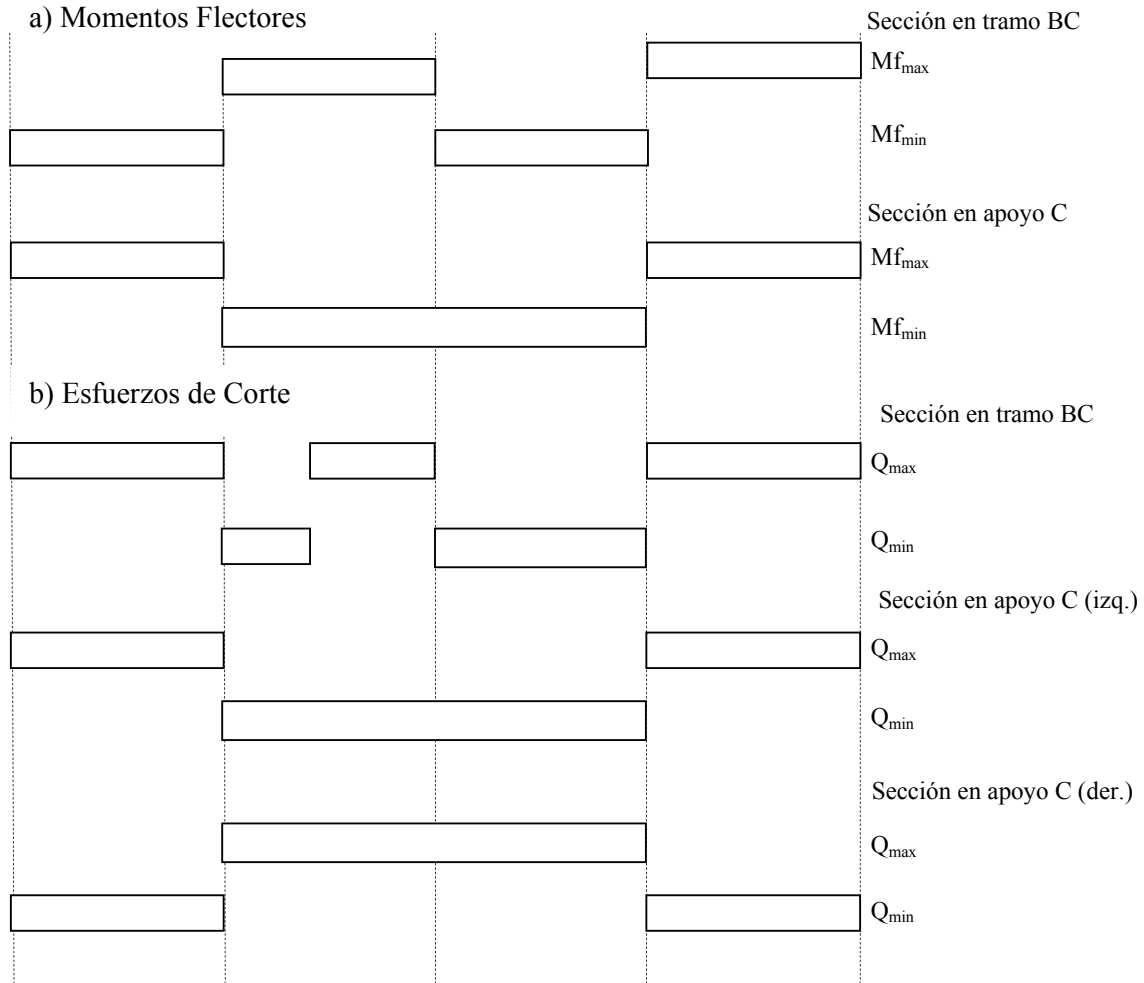 a) Momentos Flectores
Sección en tramo BC
Mfmax
Mfmin
Sección en apoyo C
Mfmax
Mfmin
b) Esfuerzos de Corte
Sección en tramo BC
Qmax
Qmin
Sección en apoyo C (izq.)
Qmax
Qmin
Sección en apoyo C (der.)
Qmax
Qmin